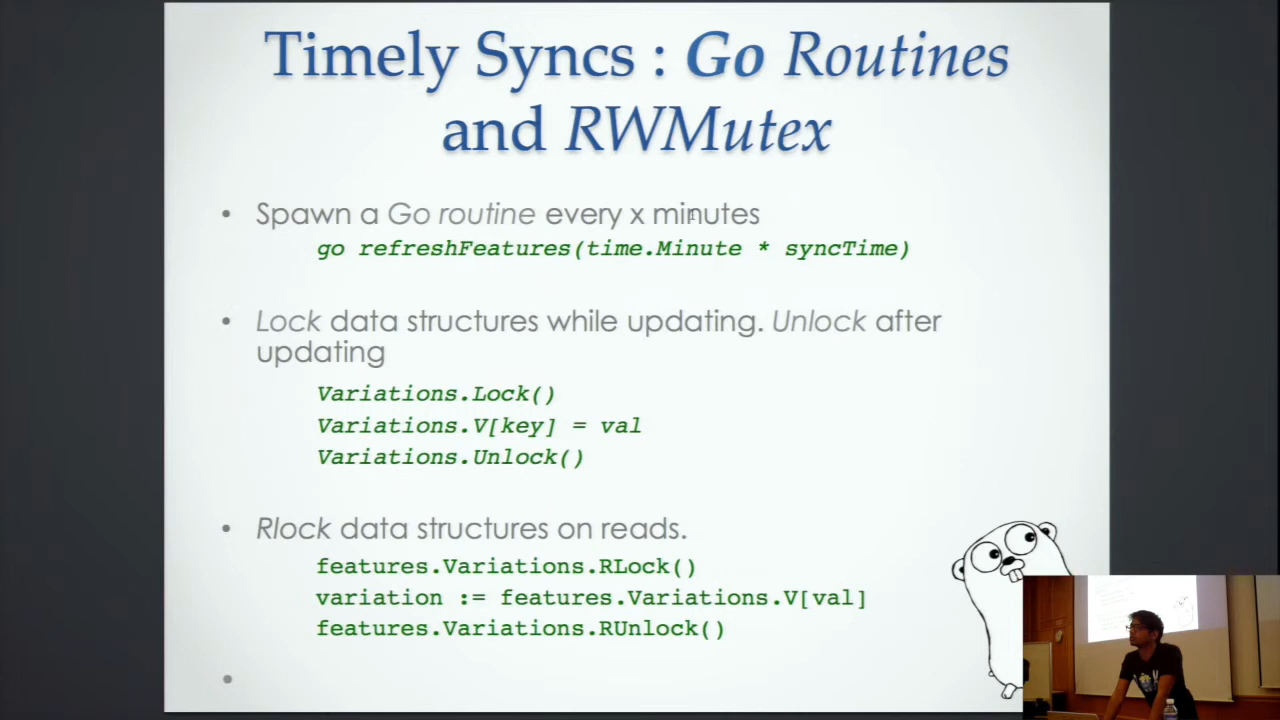 Timely Syncs : Go Routines
and RWMutex
• Spawn a Go routine every x minutes
go refreshFeatures(time.Minute * syncTime)
• Lock data structures while updating. Unlock after
updating
Variations.Lock()
Variations.V[key] = val
Variations.Unlock()
• Rlock data structures on reads.
features.Variations.RLock()
variation := features.Variations.V[val]
features.Variations.RUnlock()
•